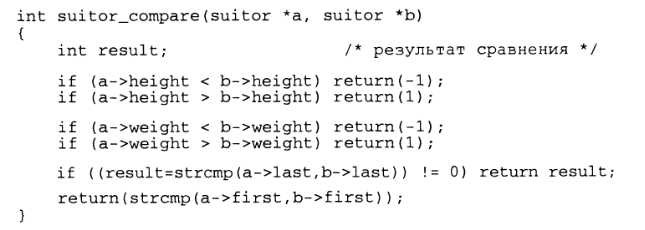 int suitor_compare(suitor *a, suitor *b)
{
int result; /* результат сравнения */
if (a->height < b->height) return(-1);
if (a->height > b->height) return(1);
if (a->weight < b->weight) return(-1);
if (a->weight > b->weight) return(1);
if ((result=strcmp(a->last,b->last)) != 0) return result;
return(strcmp(a->first,b->first));
}